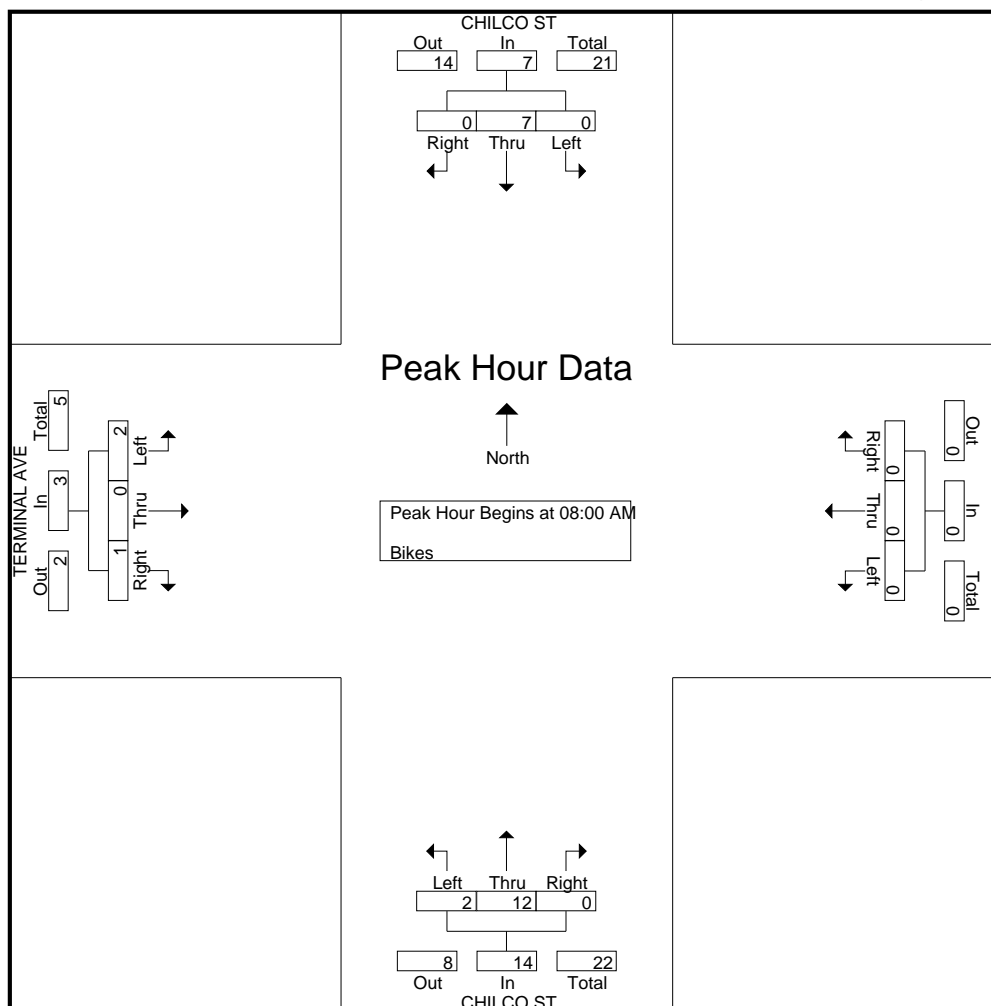 CHILCO ST
Out In Total
14 7 21
0 7 0
Right Thru Left
Peak Hour Data
North
Peak Hour Begins at 08:00 AM
Bikes
TERMINAL AVE
Out In Total
2 3 5
2 0 1
Left Thru Right
Right Thru Left
0 0 0
Out In Total
0 0 0
Left Thru Right
2 12 0
8 14 22
Out In Total
CHILCO ST